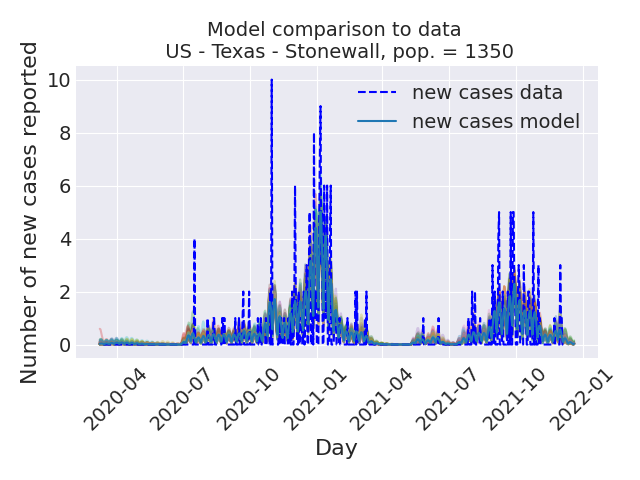 Model comparison to data
US - Texas - Stonewall, pop. = 1350
Number of new cases reported
10
8
6
4
2
0
new cases data
new cases model
2020-04
2020-07
2020-10
2021-01
2021-04
2021-07
2021-10
2022-01
Day